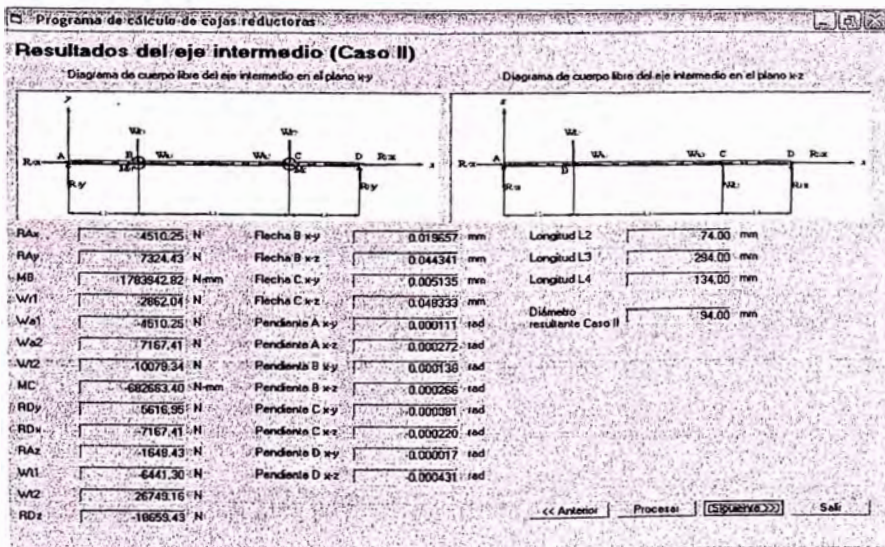 Programa de cálculo de cajas reductoras
Resultados del eje intermedio (Caso II)
Diagrama de cuerpo libre del eje intermedio en el plano x-y
Diagrama de cuerpo libre del eje intermedio en el plano x-z
y
A B C D x
z
A B C D x
RAx 4510.25 N
RAy 7324.43 N
MB 1783942.82 N-mm
Wr1 -2862.04 N
Wa1 -4510.25 N
Wa2 7167.41 N
Wr2 -10079.34 N
MC -682663.40 N-mm
RDy 5616.95 N
RDx -7167.41 N
RAz -1648.43 N
Wt1 -6441.30 N
Wt2 26749.16 N
RDz -18659.43 N
Flecha B x-y 0.019657 mm
Flecha B x-z 0.044341 mm
Flecha C x-y 0.005135 mm
Flecha C x-z 0.048333 mm
Pendiente A x-y 0.000111 rad
Pendiente A x-z 0.000272 rad
Pendiente B y-y 0.000138 rad
Pendiente B x-z 0.000266 rad
Pendiente C x-y -0.000081 rad
Pendiente C x-z -0.000220 rad
Pendiente D x-y -0.000017 rad
Pendiente D x-z -0.000431 rad
Longitud L2 74.00 mm
Longitud L3 294.00 mm
Longitud L4 134.00 mm
Diámetro
resultante Caso II 94.00 mm
<< Anterior Procesar (Siguiente >>) Salir